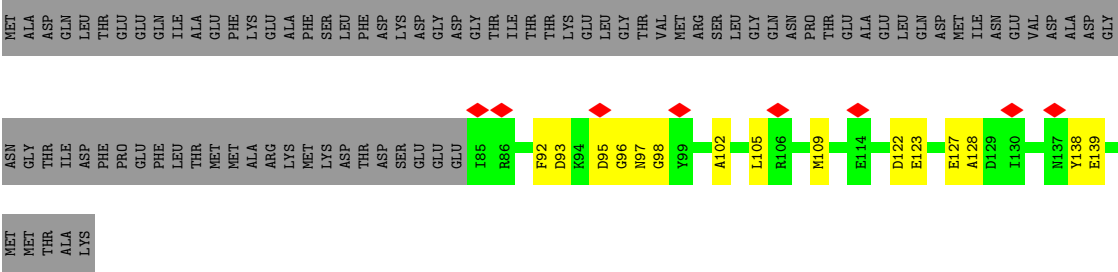 MET ALA ASP GLN LEU THR GLU GLU GLN ILE ALA GLU PHE LYS GLU ALA PHE SER LEU PHE ASP LYS ASP GLY ASP GLY THR ILE THR THR LYS GLU LEU GLY THR VAL MET ARG SER LEU GLY GLN ASN PRO THR GLU ALA GLU LEU GLN ASP MET ILE ASN GLU VAL ASP ALA ASP GLY
ASN GLY THR ILE ASP PHE PRO GLU PHE LEU THR MET MET ALA ARG LYS MET LYS ASP THR ASP SER GLU GLU GLU I85 R86 F92 D93 K94 D95 G96 N97 G98 Y99 A102 L105 R106 M109 E114 D122 E123 E127 A128 D129 I130 N137 Y138 E139
MET MET THR ALA LYS